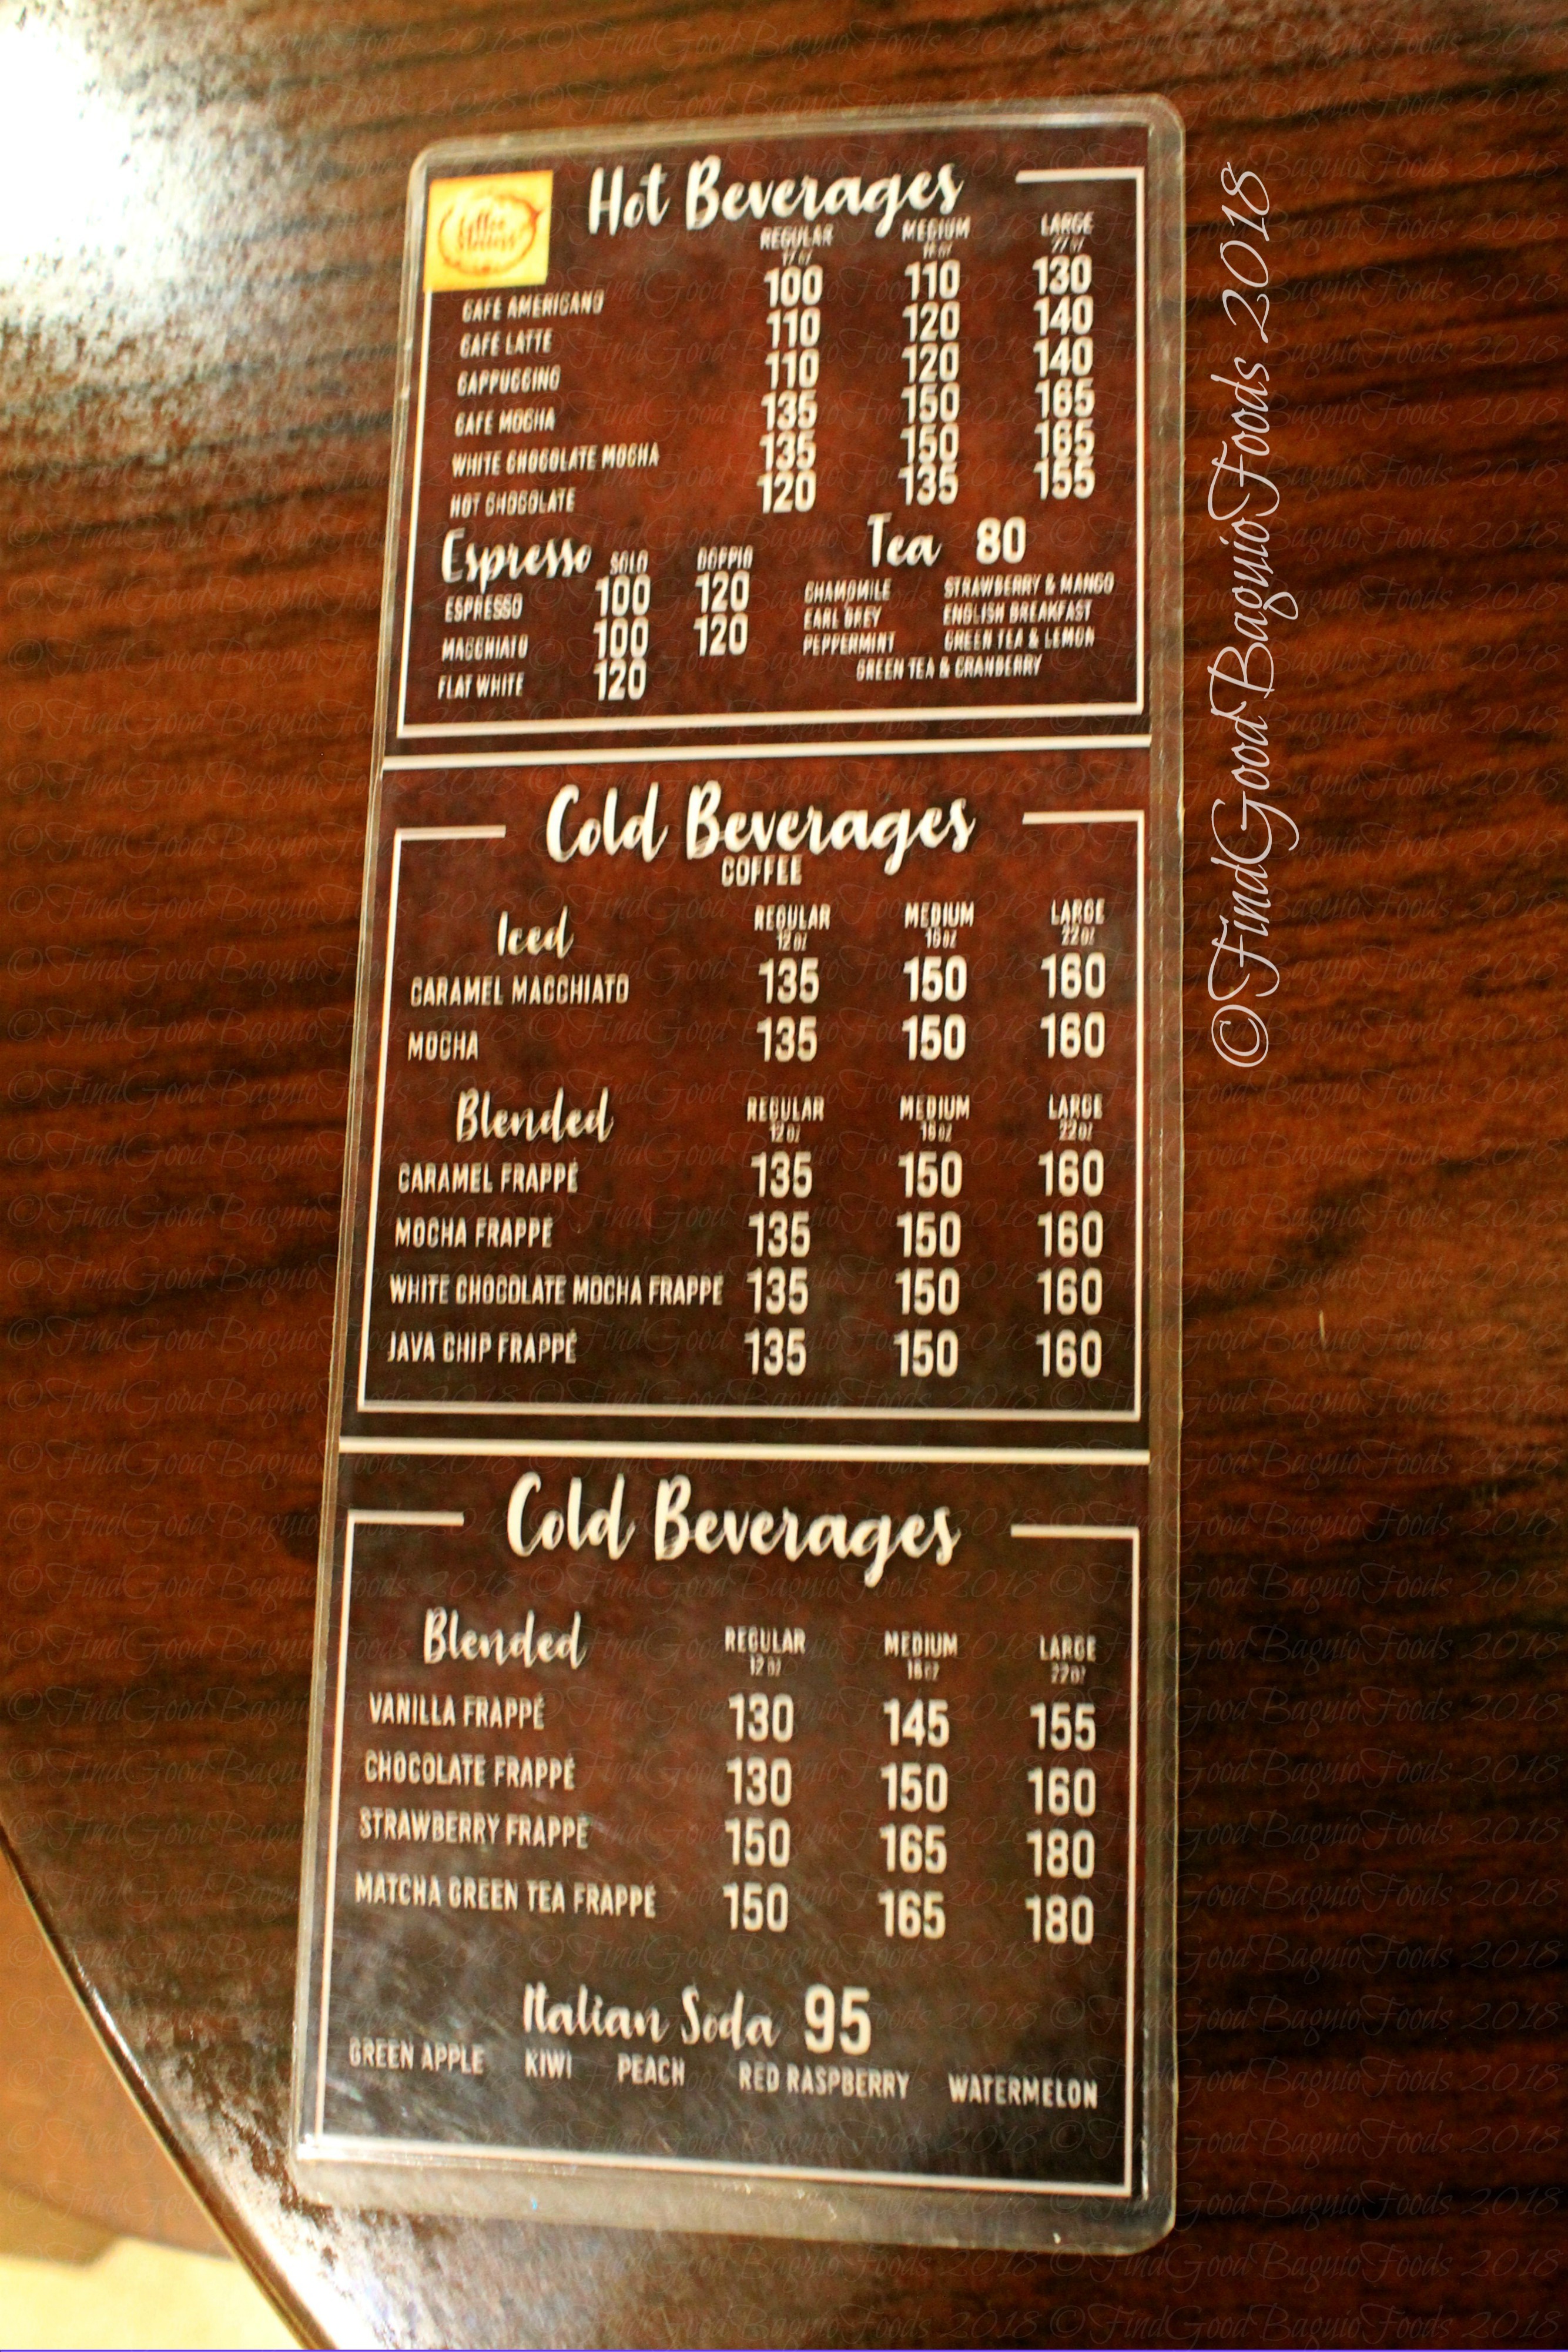 Coffee Matters
Hot Beverages
REGULAR MEDIUM LARGE
12 oz 16 oz 22 oz
CAFE AMERICANO 100 110 130
CAFE LATTE 110 120 140
CAPPUCCINO 110 120 140
CAFE MOCHA 135 150 165
WHITE CHOCOLATE MOCHA 135 150 165
HOT CHOCOLATE 120 135 155
Espresso SOLO DOPPIO
ESPRESSO 100 120
MACCHIATO 100 120
FLAT WHITE 120
Tea 80
CHAMOMILE STRAWBERRY & MANGO
EARL GREY ENGLISH BREAKFAST
PEPPERMINT GREEN TEA & LEMON
GREEN TEA & CRANBERRY
Cold Beverages
COFFEE
Iced REGULAR MEDIUM LARGE
12 oz 16 oz 22 oz
CARAMEL MACCHIATO 135 150 160
MOCHA 135 150 160
Blended REGULAR MEDIUM LARGE
12 oz 16 oz 22 oz
CARAMEL FRAPPÉ 135 150 160
MOCHA FRAPPÉ 135 150 160
WHITE CHOCOLATE MOCHA FRAPPÉ 135 150 160
JAVA CHIP FRAPPÉ 135 150 160
Cold Beverages
Blended REGULAR MEDIUM LARGE
12 oz 16 oz 22 oz
VANILLA FRAPPÉ 130 145 155
CHOCOLATE FRAPPÉ 130 150 160
STRAWBERRY FRAPPÉ 150 165 180
MATCHA GREEN TEA FRAPPÉ 150 165 180
Italian Soda 95
GREEN APPLE KIWI PEACH RED RASPBERRY WATERMELON
©FindGoodBaguioFoods 2018